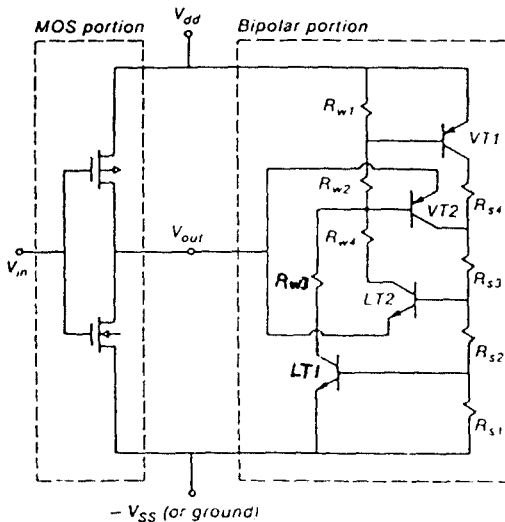 MOS portion
V_dd
Bipolar portion
R_w1
VT1
R_w2
VT2
R_s4
V_out
R_w4
V_in
R_w3
LT2
R_s3
LT1
R_s2
R_s1
– V_SS (or ground)